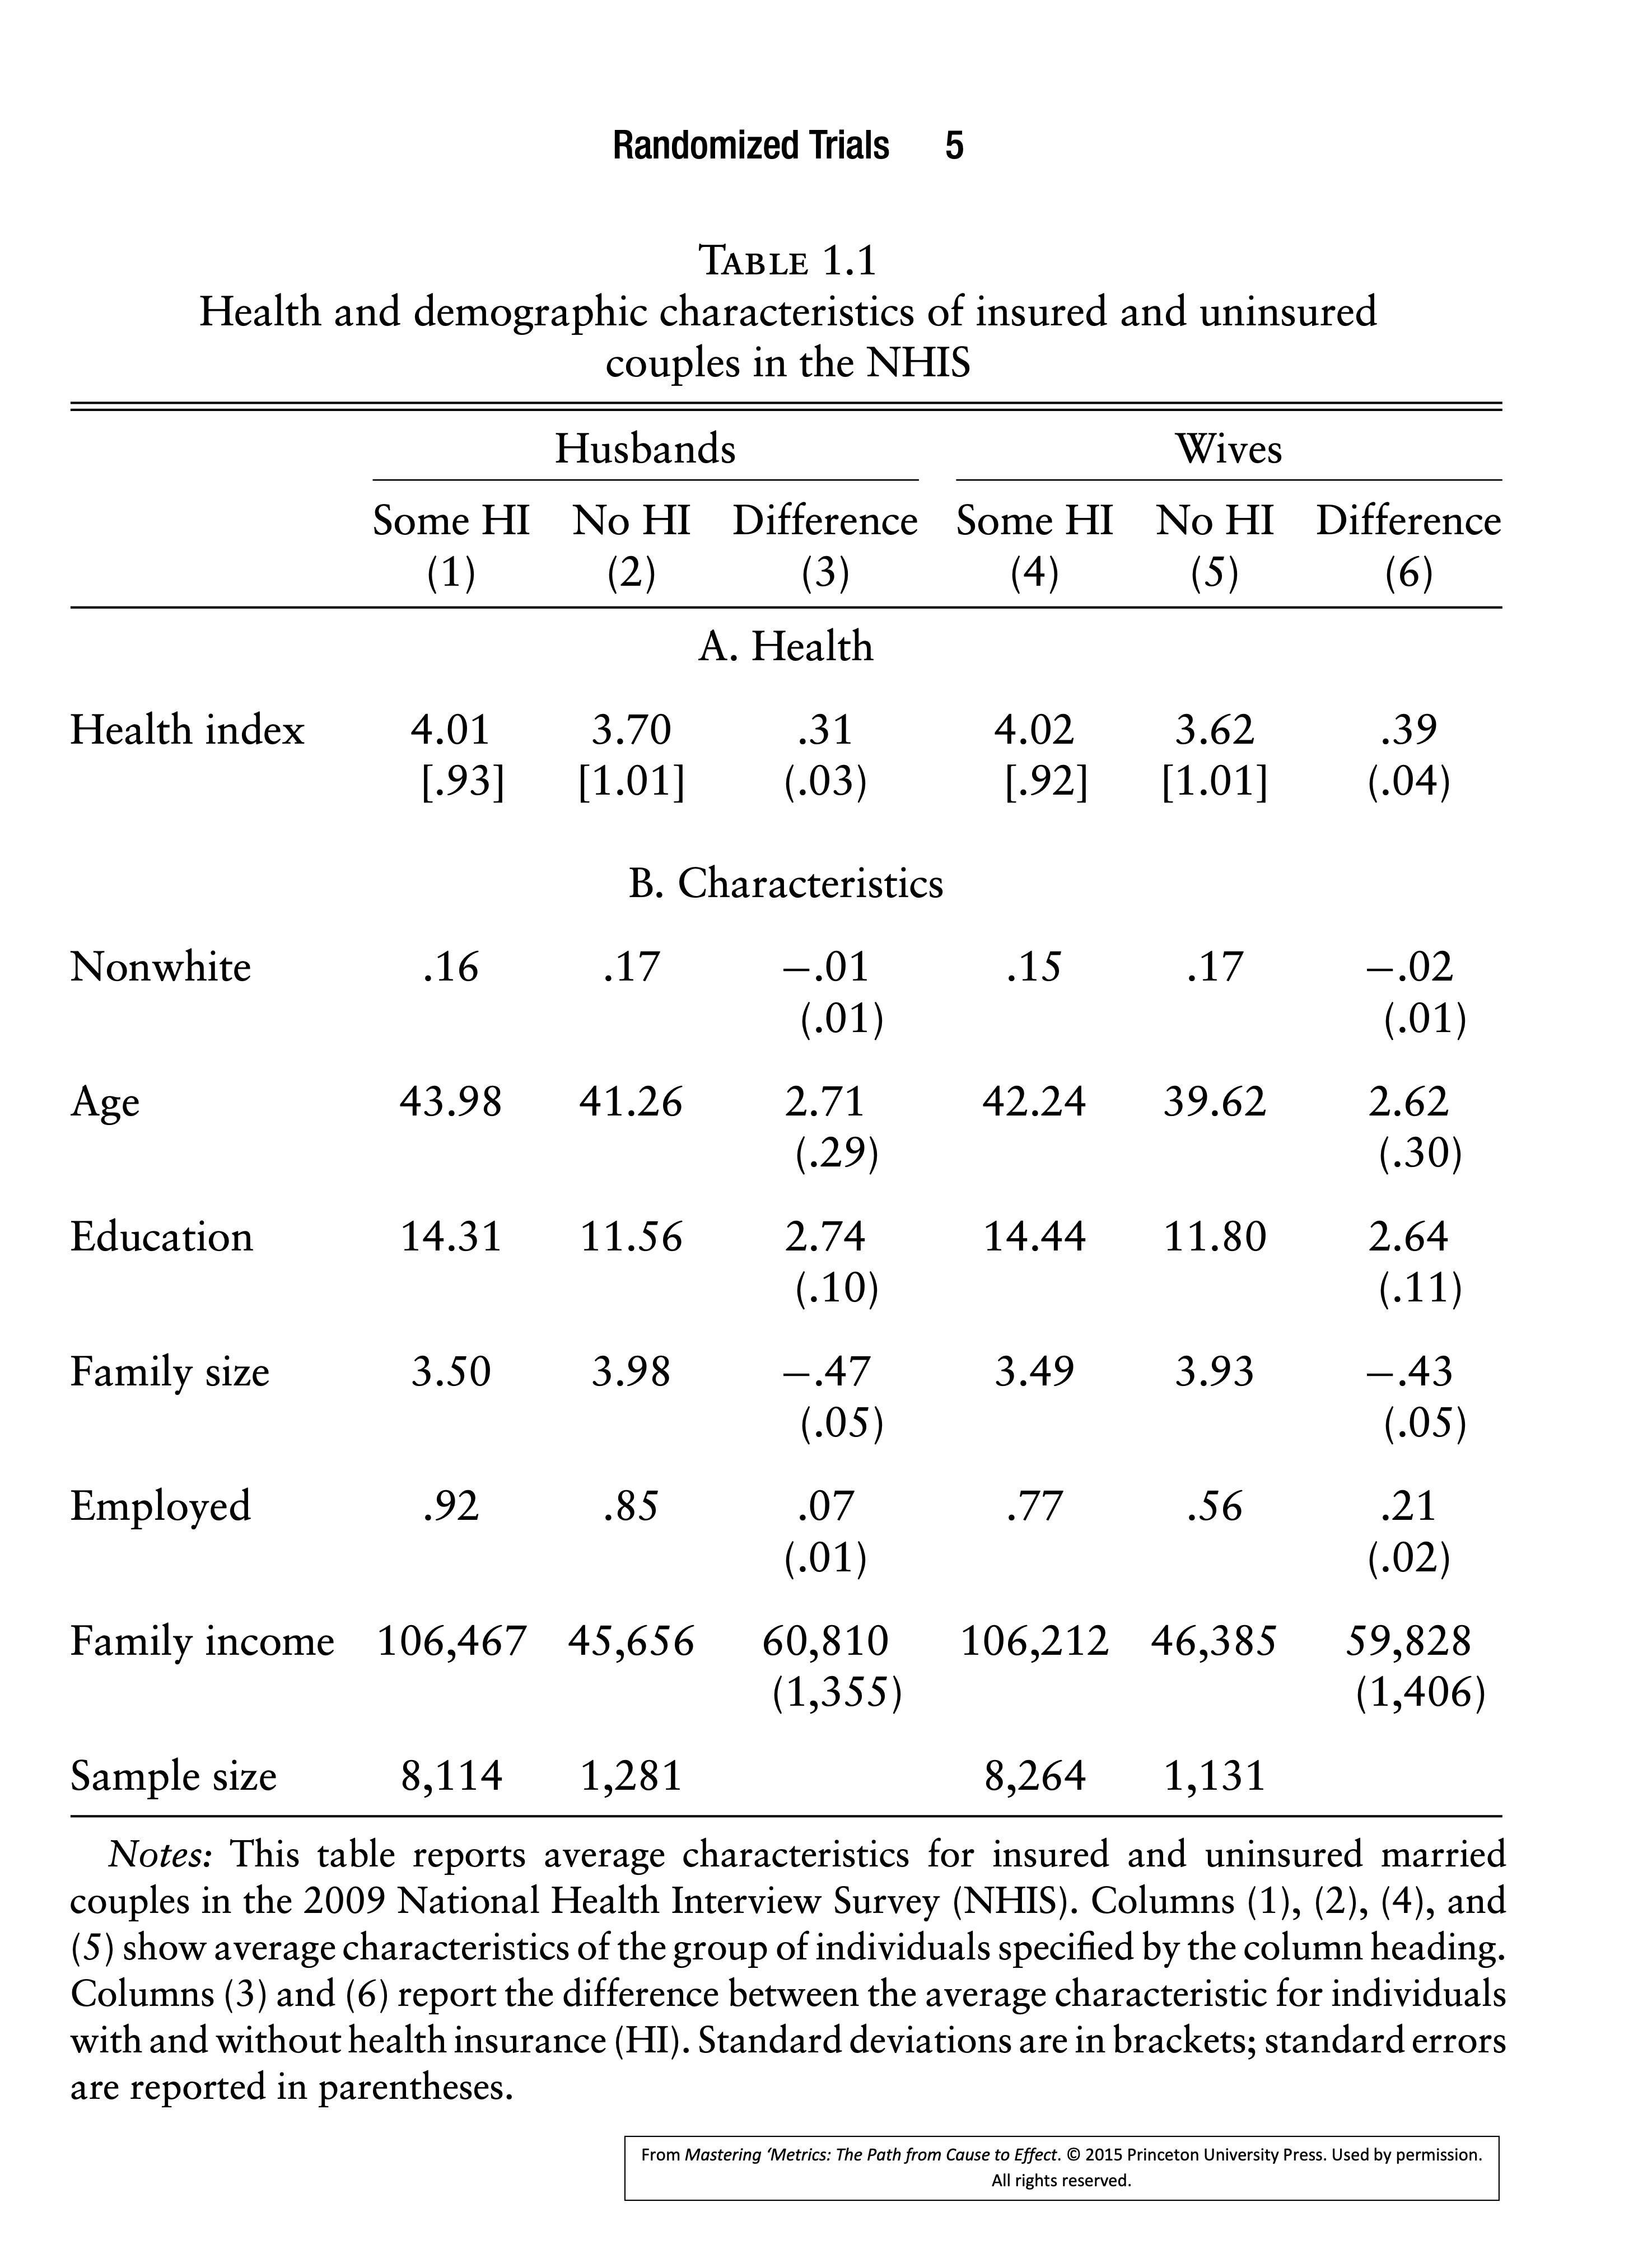 Randomized Trials 5
TABLE 1.1
Health and demographic characteristics of insured and uninsured
couples in the NHIS
Husbands Wives
Some HI No HI Difference Some HI No HI Difference
(1) (2) (3) (4) (5) (6)
A. Health
Health index 4.01 3.70 .31 4.02 3.62 .39
[.93] [1.01] (.03) [.92] [1.01] (.04)
B. Characteristics
Nonwhite .16 .17 −.01 .15 .17 −.02
(.01) (.01)
Age 43.98 41.26 2.71 42.24 39.62 2.62
(.29) (.30)
Education 14.31 11.56 2.74 14.44 11.80 2.64
(.10) (.11)
Family size 3.50 3.98 −.47 3.49 3.93 −.43
(.05) (.05)
Employed .92 .85 .07 .77 .56 .21
(.01) (.02)
Family income 106,467 45,656 60,810 106,212 46,385 59,828
(1,355) (1,406)
Sample size 8,114 1,281 8,264 1,131
Notes: This table reports average characteristics for insured and uninsured married
couples in the 2009 National Health Interview Survey (NHIS). Columns (1), (2), (4), and
(5) show average characteristics of the group of individuals specified by the column heading.
Columns (3) and (6) report the difference between the average characteristic for individuals
with and without health insurance (HI). Standard deviations are in brackets; standard errors
are reported in parentheses.
From Mastering ‘Metrics: The Path from Cause to Effect. © 2015 Princeton University Press. Used by permission.
All rights reserved.